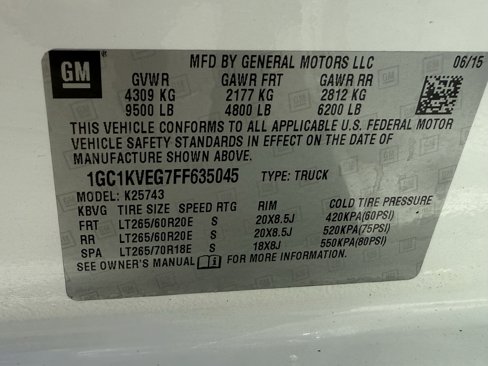 GM MFD BY GENERAL MOTORS LLC 06/15
GVWR GAWR FRT GAWR RR
4309 KG 2177 KG 2812 KG
9500 LB 4800 LB 6200 LB
THIS VEHICLE CONFORMS TO ALL APPLICABLE U.S. FEDERAL MOTOR
VEHICLE SAFETY STANDARDS IN EFFECT ON THE DATE OF
MANUFACTURE SHOWN ABOVE.
1GC1KVEG7FF635045 TYPE: TRUCK
MODEL: K25743
KBVG TIRE SIZE SPEED RTG RIM COLD TIRE PRESSURE
FRT LT265/60R20E S 20X8.5J 420KPA(60PSI)
RR LT265/60R20E S 20X8.5J 520KPA(75PSI)
SPA LT265/70R18E S 18X8J 550KPA(80PSI)
SEE OWNER'S MANUAL FOR MORE INFORMATION.